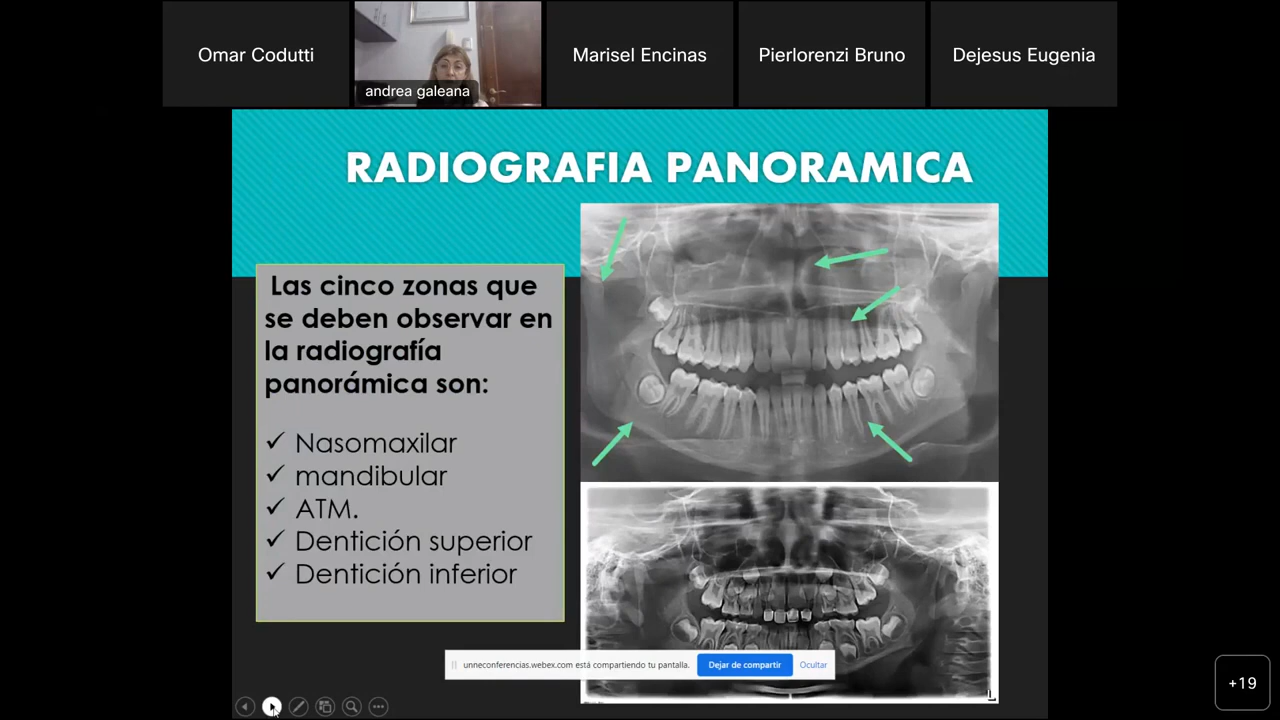 Omar Codutti
andrea galeana
Marisel Encinas
Pierlorenzi Bruno
Dejesus Eugenia
RADIOGRAFIA PANORAMICA
Las cinco zonas que
se deben observar en
la radiografía
panorámica son:
✓ Nasomaxilar
✓ mandibular
✓ ATM.
✓ Dentición superior
✓ Dentición inferior
unneconferencias.webex.com está compartiendo tu pantalla.
Dejar de compartir
Ocultar
L
+19